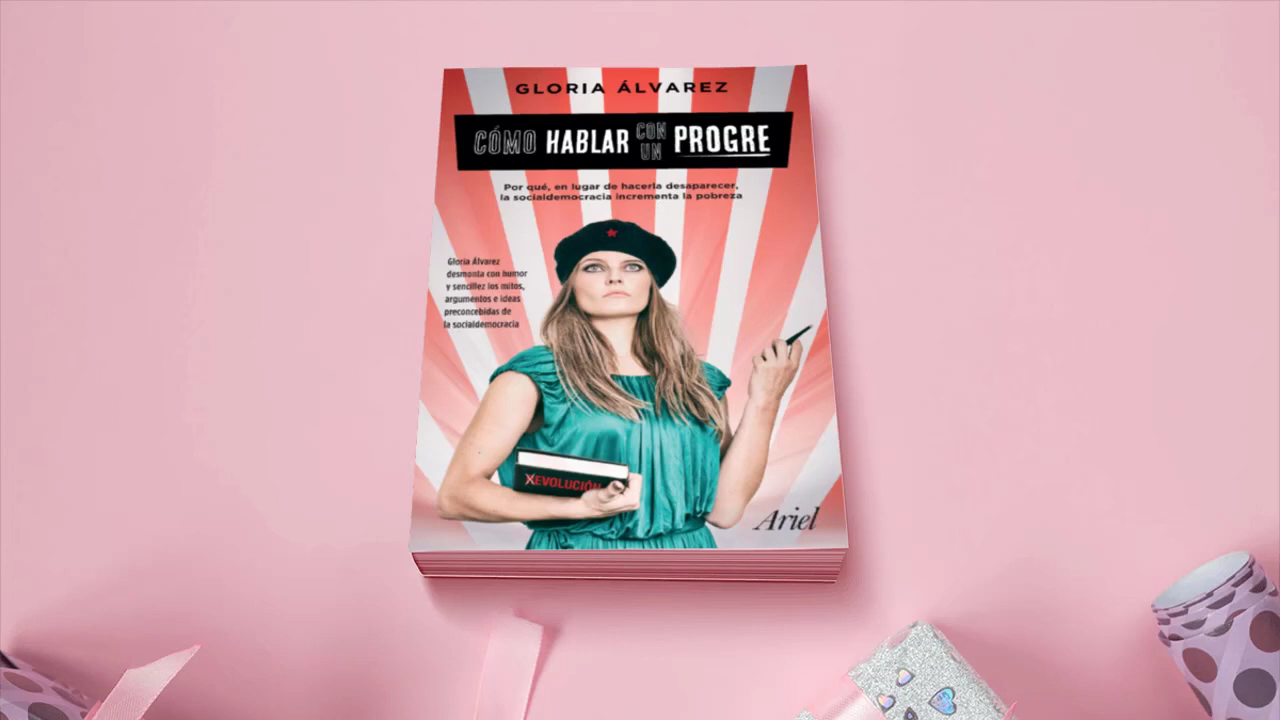 GLORIA ÁLVAREZ
CÓMO HABLAR CON UN PROGRE
Por qué, en lugar de hacerla desaparecer,
la socialdemocracia incrementa la pobreza
Gloria Álvarez
desmonta con humor
y sencillez los mitos,
argumentos e ideas
preconcebidas de
la socialdemocracia
XEVOLUCIÓN
Ariel